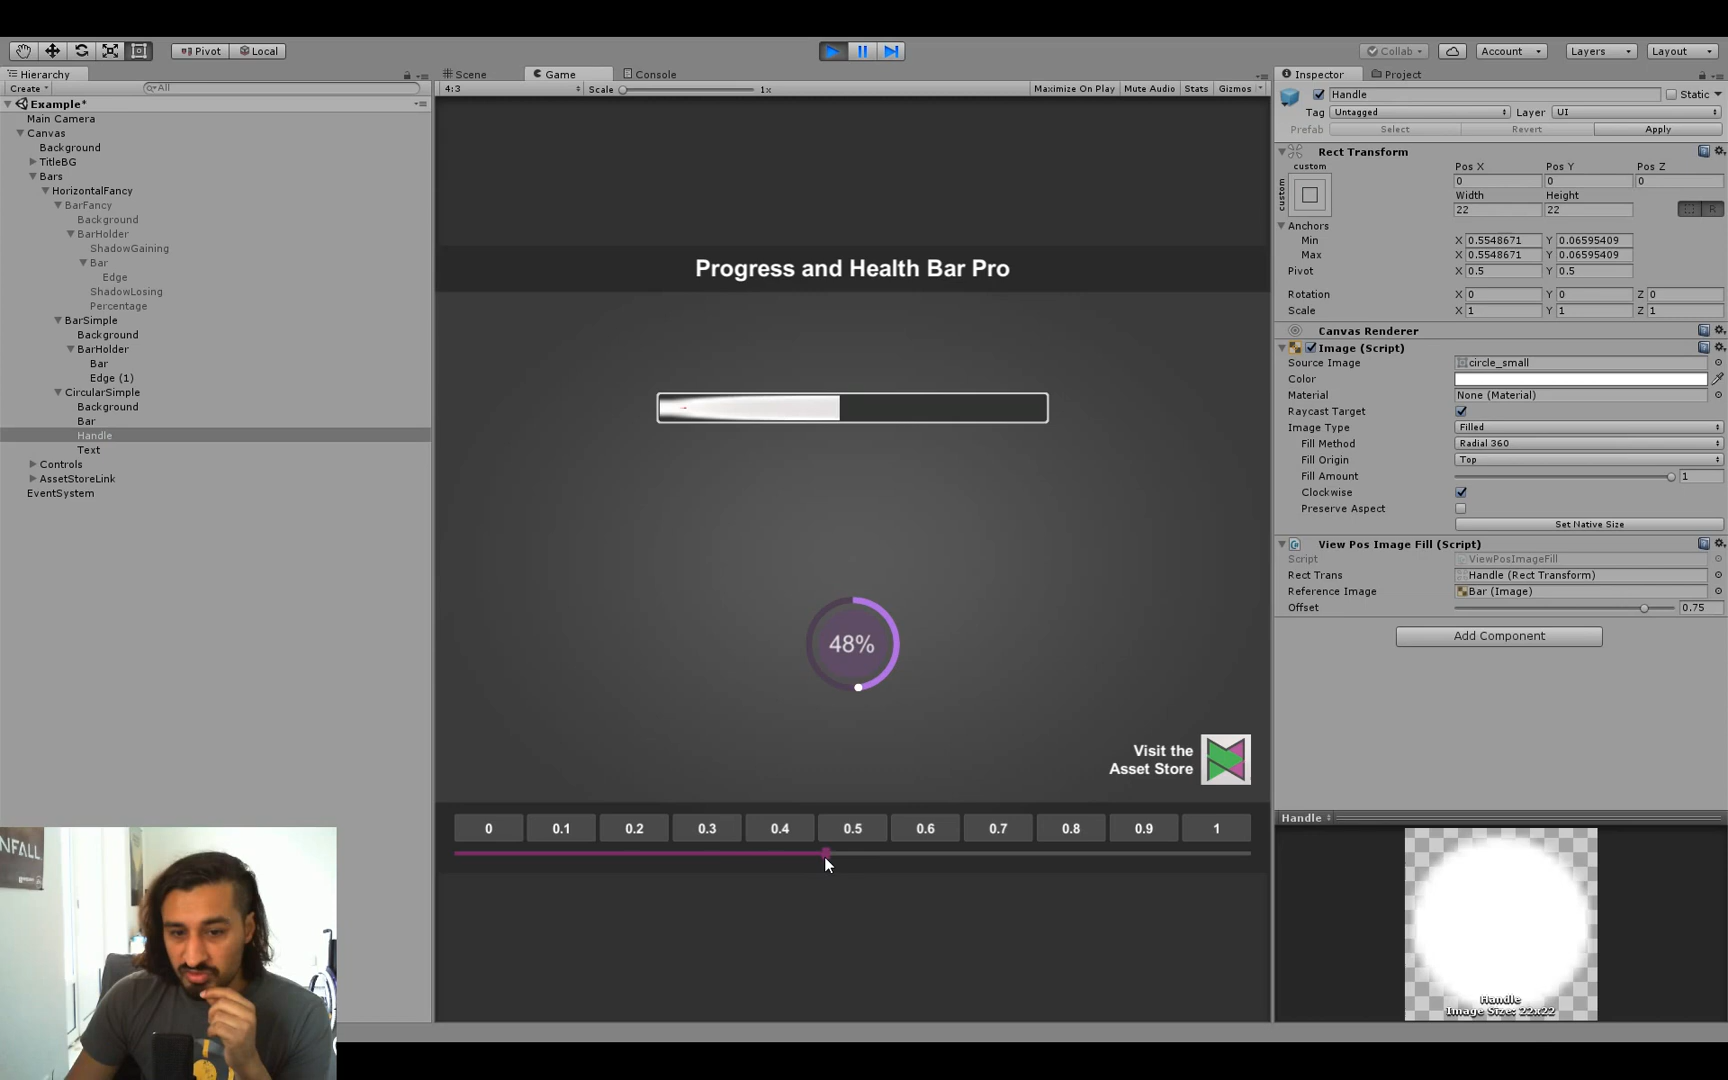 Pivot Local Collab Account Layers Layout
Hierarchy Scene Game Console Inspector Project
Create All 4:3 Scale 1x Maximize On Play Mute Audio Stats Gizmos
Example*
Main Camera
Canvas
Background
TitleBG
Bars
HorizontalFancy
BarFancy
Background
BarHolder
ShadowGaining
Bar
Edge
ShadowLosing
Percentage
BarSimple
Background
BarHolder
Bar
Edge (1)
CircularSimple
Background
Bar
Handle
Text
Controls
AssetStoreLink
EventSystem
Progress and Health Bar Pro
48%
Visit the
Asset Store
0 0.1 0.2 0.3 0.4 0.5 0.6 0.7 0.8 0.9 1
Handle Static
Tag Untagged Layer UI
Prefab Select Revert Apply
Rect Transform
custom Pos X Pos Y Pos Z
custom 0 0 0
Width Height
22 22 R
Anchors
Min X 0.5548671 Y 0.06595409
Max X 0.5548671 Y 0.06595409
Pivot X 0.5 Y 0.5
Rotation X 0 Y 0 Z 0
Scale X 1 Y 1 Z 1
Canvas Renderer
Image (Script)
Source Image circle_small
Color
Material None (Material)
Raycast Target
Image Type Filled
Fill Method Radial 360
Fill Origin Top
Fill Amount 1
Clockwise
Preserve Aspect
Set Native Size
View Pos Image Fill (Script)
Script ViewPosImageFill
Rect Trans Handle (Rect Transform)
Reference Image Bar (Image)
Offset 0.75
Add Component
Handle
Handle
Image Size: 22x22
NFALL